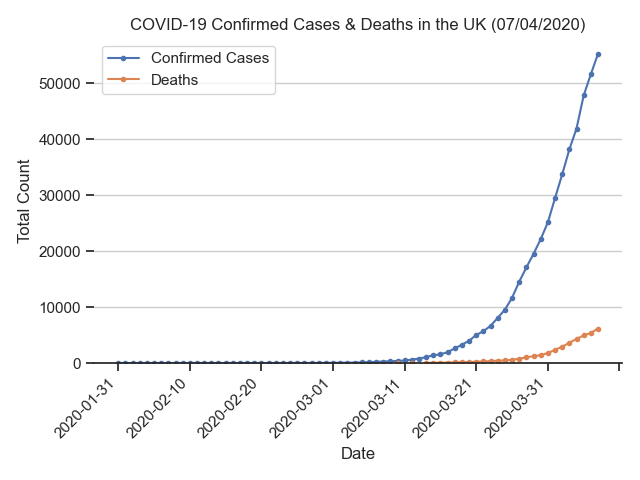 COVID-19 Confirmed Cases & Deaths in the UK (07/04/2020)
Confirmed Cases
Deaths
Total Count
50000
40000
30000
20000
10000
0
2020-01-31
2020-02-10
2020-02-20
2020-03-01
2020-03-11
2020-03-21
2020-03-31
Date